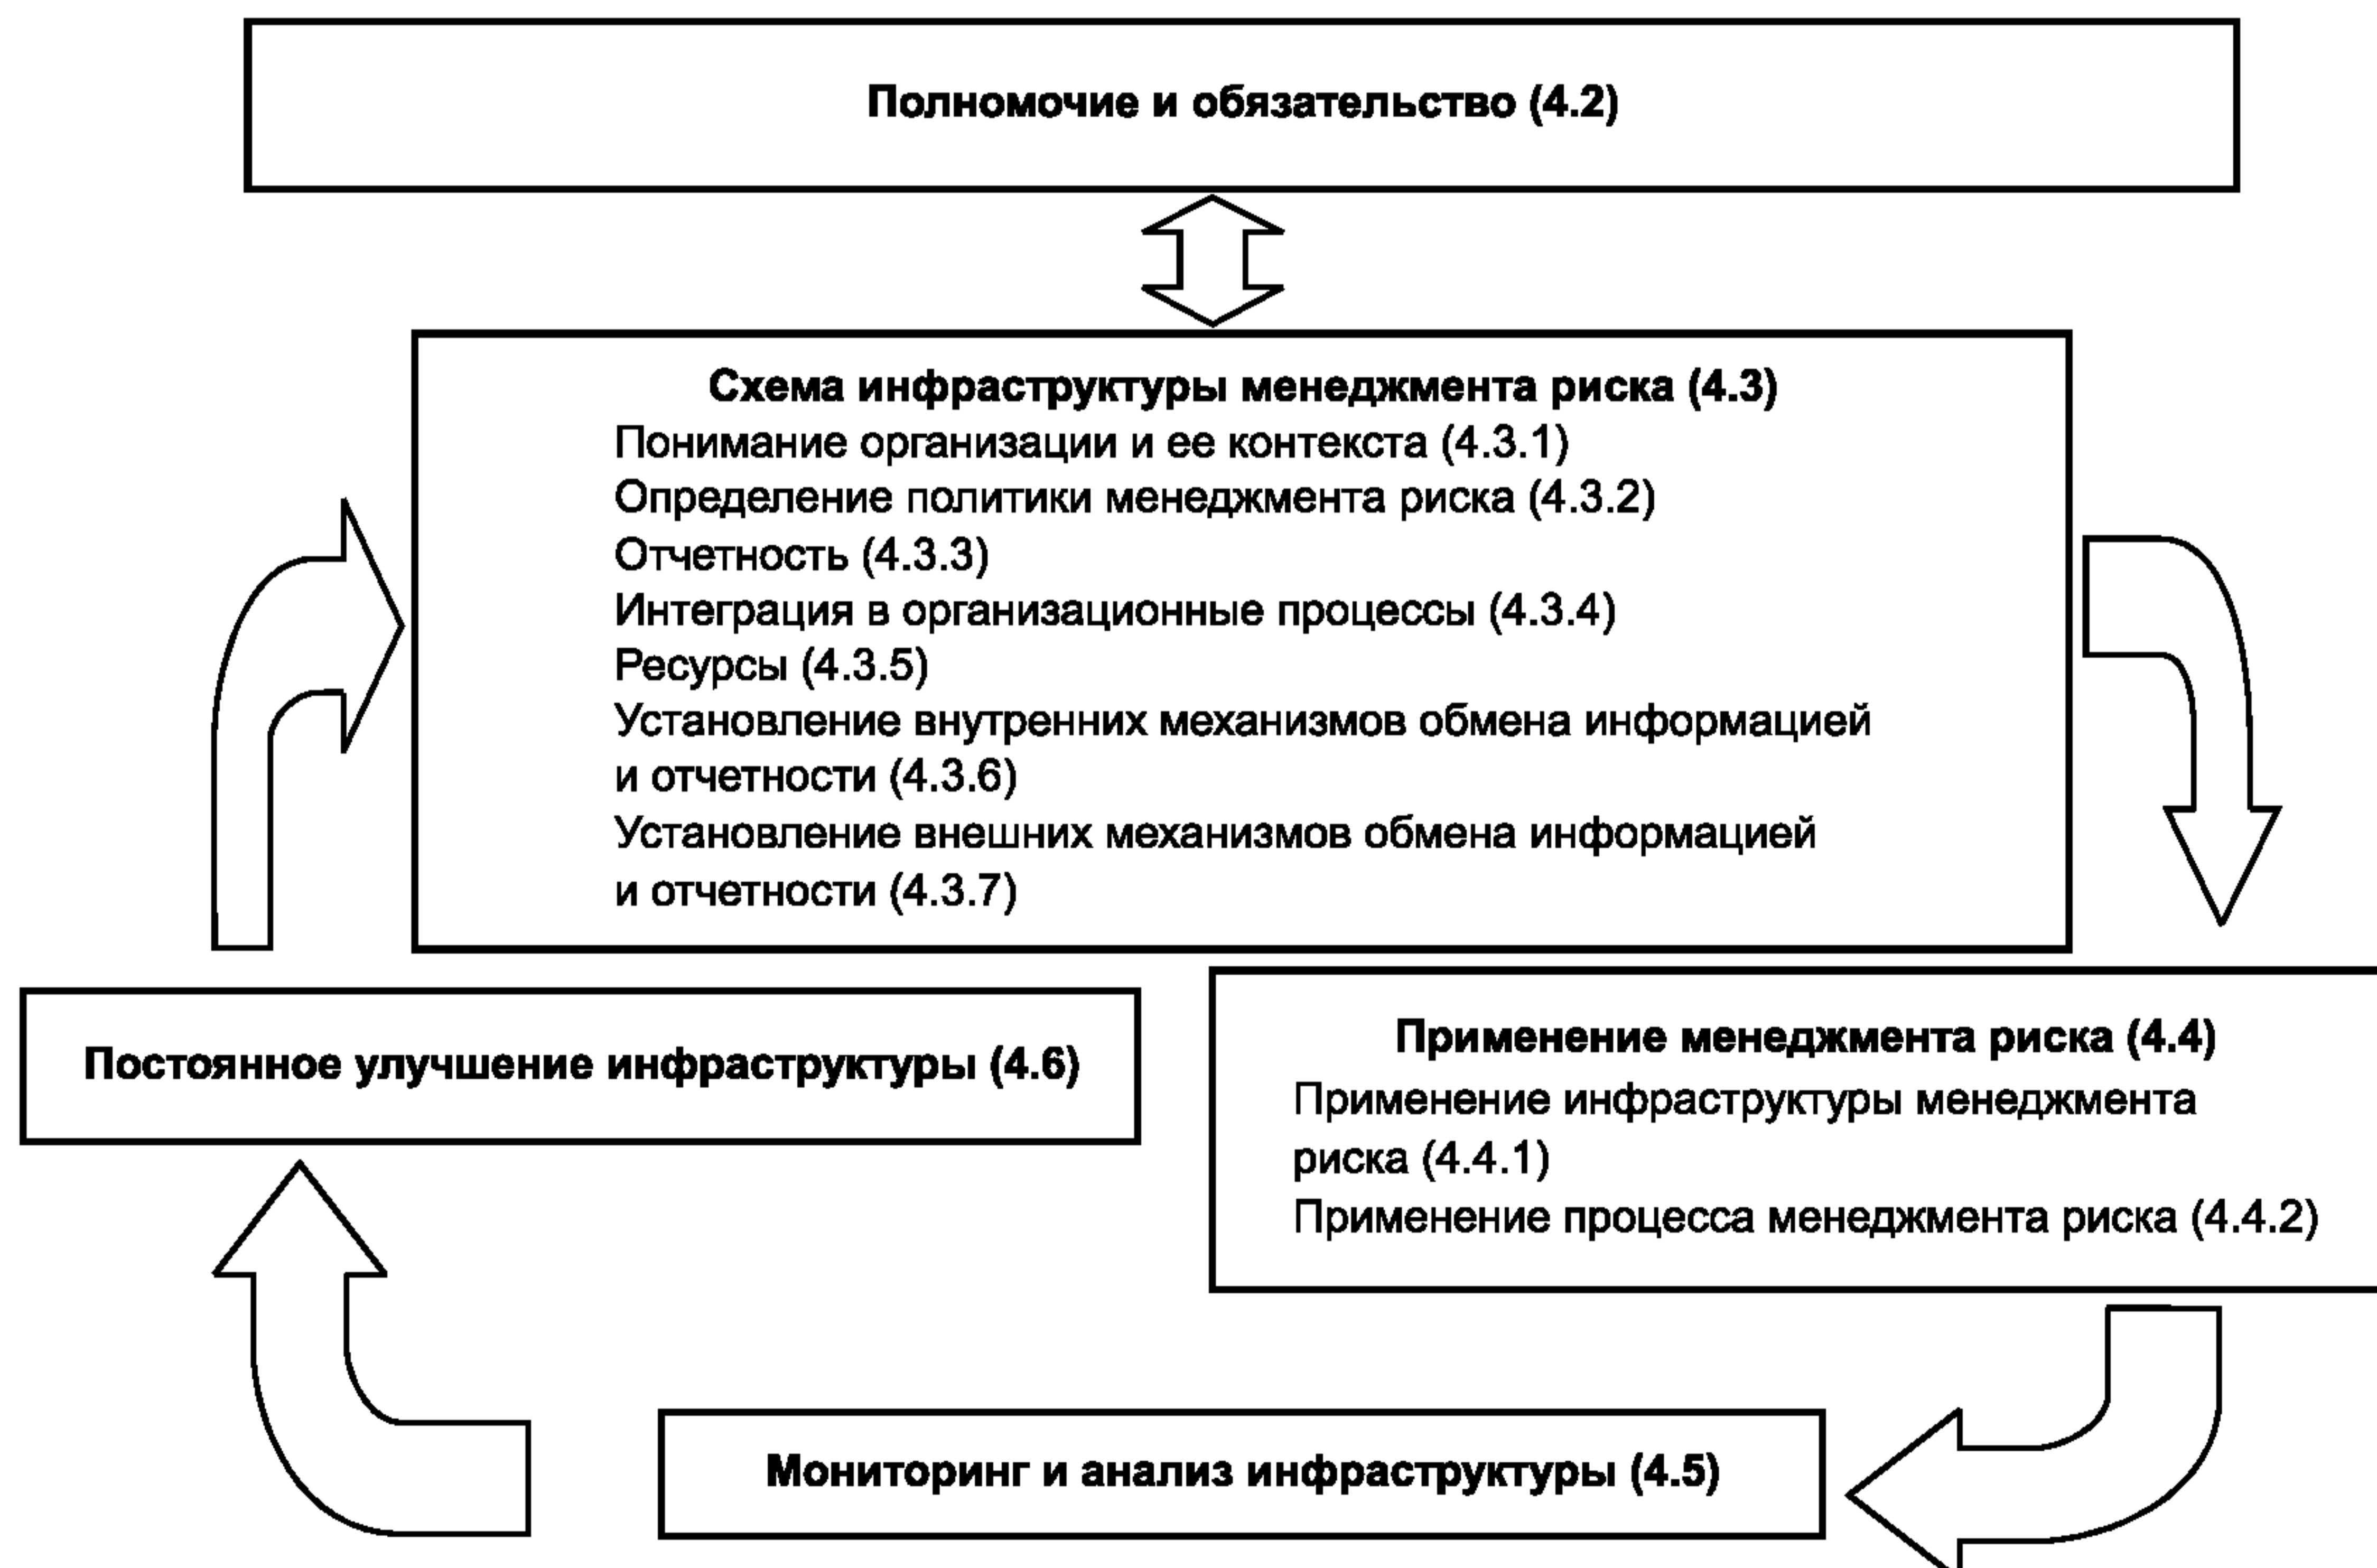 Полномочие и обязательство (4.2)
Схема инфраструктуры менеджмента риска (4.3)
Понимание организации и ее контекста (4.3.1)
Определение политики менеджмента риска (4.3.2)
Отчетность (4.3.3)
Интеграция в организационные процессы (4.3.4)
Ресурсы (4.3.5)
Установление внутренних механизмов обмена информацией
и отчетности (4.3.6)
Установление внешних механизмов обмена информацией
и отчетности (4.3.7)
Постоянное улучшение инфраструктуры (4.6)
Применение менеджмента риска (4.4)
Применение инфраструктуры менеджмента
риска (4.4.1)
Применение процесса менеджмента риска (4.4.2)
Мониторинг и анализ инфраструктуры (4.5)